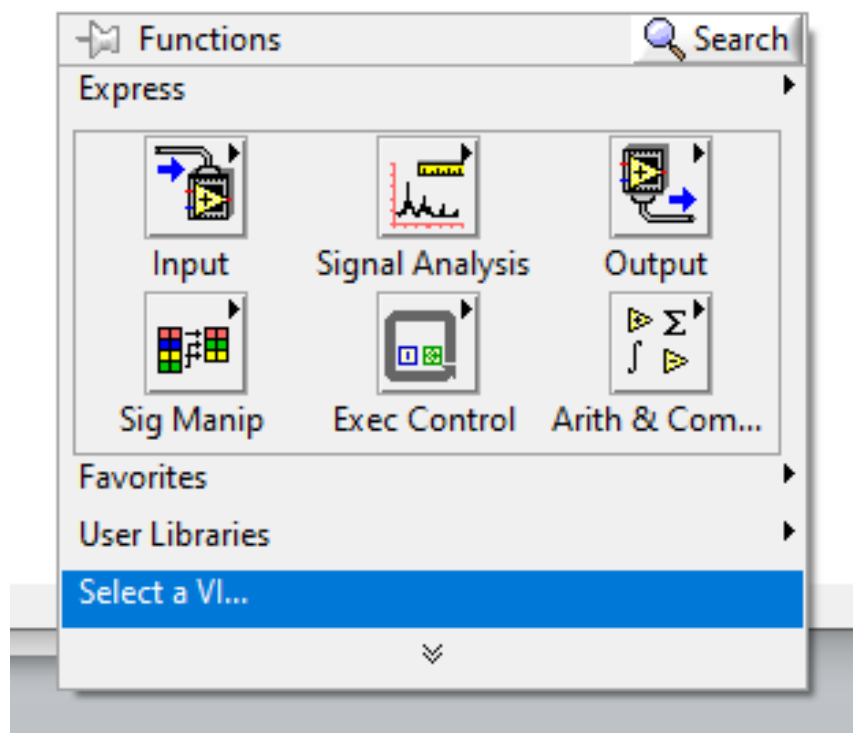 Functions Search
Express
Input Signal Analysis Output
Sig Manip Exec Control Arith & Com...
Favorites
User Libraries
Select a VI...